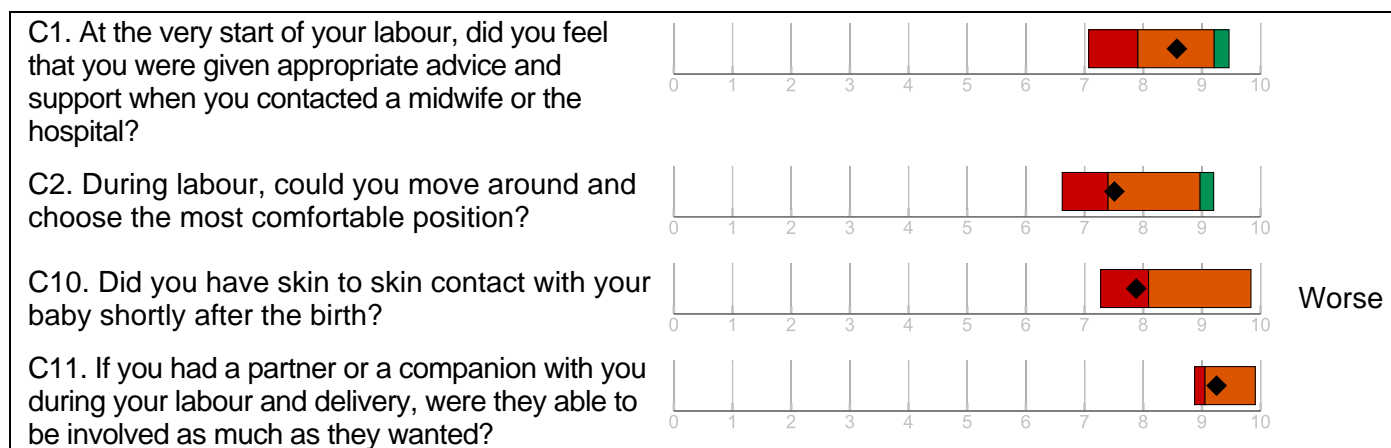 C1. At the very start of your labour, did you feel
that you were given appropriate advice and
support when you contacted a midwife or the
hospital?
0 1 2 3 4 5 6 7 8 9 10
C2. During labour, could you move around and
choose the most comfortable position?
0 1 2 3 4 5 6 7 8 9 10
C10. Did you have skin to skin contact with your
baby shortly after the birth?
0 1 2 3 4 5 6 7 8 9 10
Worse
C11. If you had a partner or a companion with you
during your labour and delivery, were they able to
be involved as much as they wanted?
0 1 2 3 4 5 6 7 8 9 10